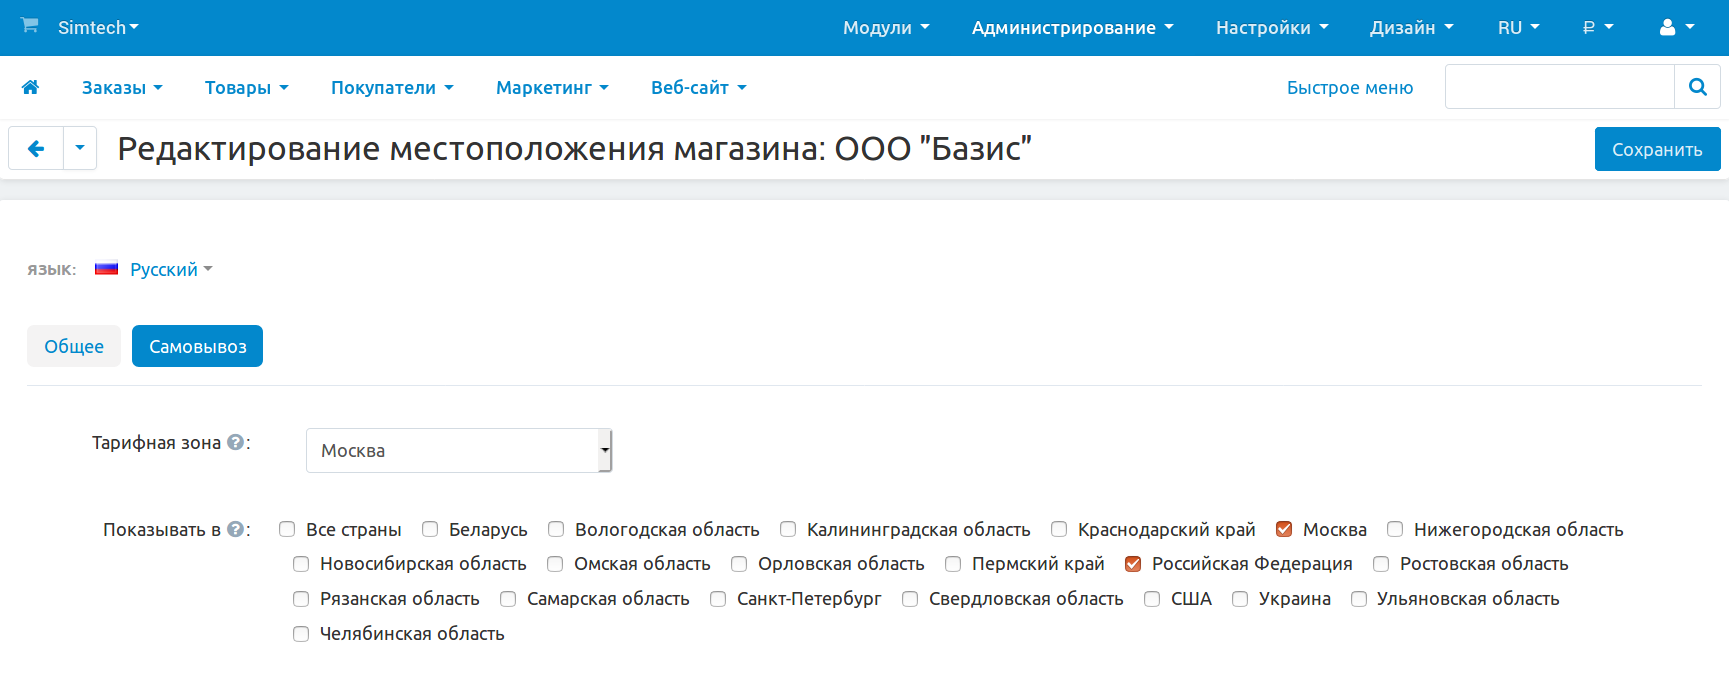 Simtech Модули Администрирование Настройки Дизайн RU ₽
Заказы Товары Покупатели Маркетинг Веб-сайт Быстрое меню
Редактирование местоположения магазина: ООО "Базис" Сохранить
язык: Русский
Общее Самовывоз
Тарифная зона ?: Москва
Показывать в ?: Все страны Беларусь Вологодская область Калининградская область Краснодарский край Москва Нижегородская область
Новосибирская область Омская область Орловская область Пермский край Российская Федерация Ростовская область
Рязанская область Самарская область Санкт-Петербург Свердловская область США Украина Ульяновская область
Челябинская область